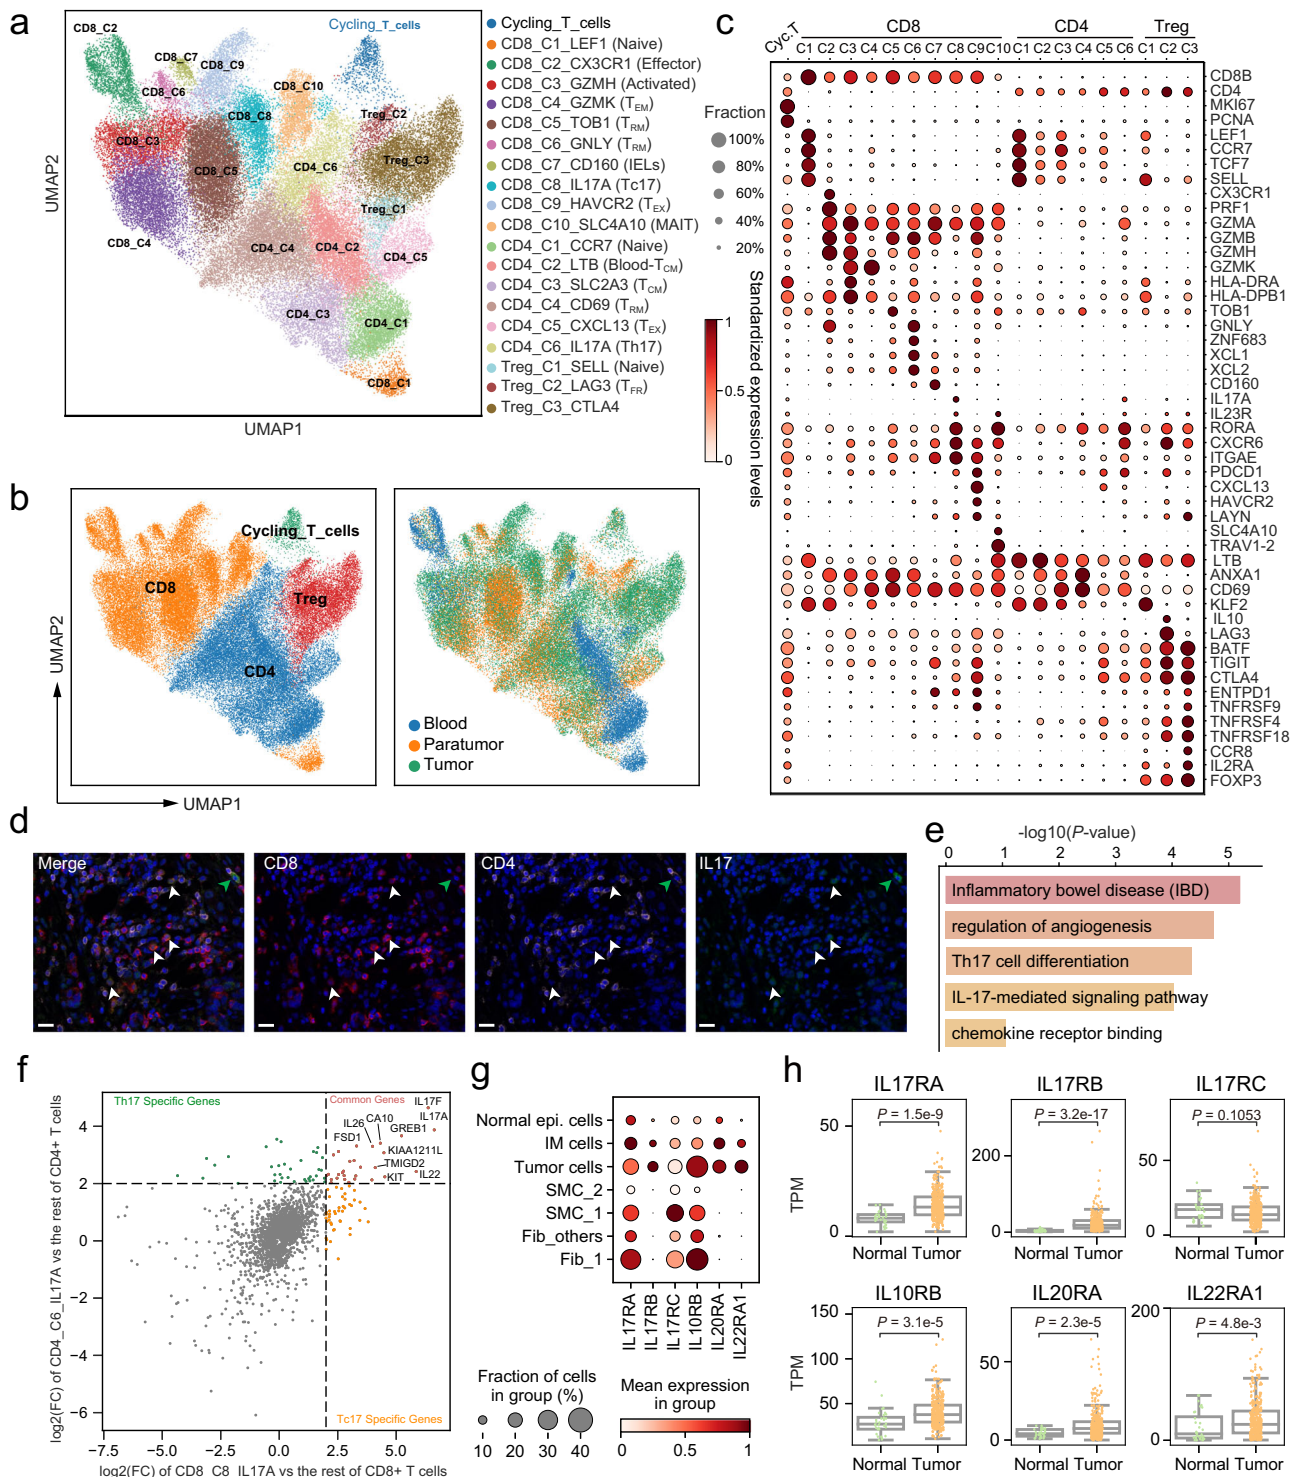 a
CD8_C2
Cycling_T_cells
CD8_C7
CD8_C9
CD8_C6
CD8_C10
CD8_C3
CD8_C8
Treg_C2
CD8_C5
CD4_C6
Treg_C3
CD8_C4
Treg_C1
CD4_C4
CD4_C2
CD4_C5
CD4_C3
CD4_C1
CD8_C1
UMAP2
UMAP1
Cycling_T_cells
CD8_C1_LEF1 (Naive)
CD8_C2_CX3CR1 (Effector)
CD8_C3_GZMH (Activated)
CD8_C4_GZMK (TEM)
CD8_C5_TOB1 (TRM)
CD8_C6_GNLY (TRM)
CD8_C7_CD160 (IELs)
CD8_C8_IL17A (Tc17)
CD8_C9_HAVCR2 (TEX)
CD8_C10_SLC4A10 (MAIT)
CD4_C1_CCR7 (Naive)
CD4_C2_LTB (Blood-TCM)
CD4_C3_SLC2A3 (TCM)
CD4_C4_CD69 (TRM)
CD4_C5_CXCL13 (TEX)
CD4_C6_IL17A (Th17)
Treg_C1_SELL (Naive)
Treg_C2_LAG3 (TFR)
Treg_C3_CTLA4
b
Cycling_T_cells
CD8
Treg
CD4
UMAP2
UMAP1
Blood
Paratumor
Tumor
c
CD8 CD4 Treg
Cyc.T C1 C2 C3 C4 C5 C6 C7 C8 C9 C10 C1 C2 C3 C4 C5 C6 C1 C2 C3
Fraction
100%
80%
60%
40%
20%
Standardized expression levels
1
0.5
0
CD8B
CD4
MKI67
PCNA
LEF1
CCR7
TCF7
SELL
CX3CR1
PRF1
GZMA
GZMB
GZMH
GZMK
HLA-DRA
HLA-DPB1
TOB1
GNLY
ZNF683
XCL1
XCL2
CD160
IL17A
IL23R
RORA
CXCR6
ITGAE
PDCD1
CXCL13
HAVCR2
LAYN
SLC4A10
TRAV1-2
LTB
ANXA1
CD69
KLF2
IL10
LAG3
BATF
TIGIT
CTLA4
ENTPD1
TNFRSF9
TNFRSF4
TNFRSF18
CCR8
IL2RA
FOXP3
d
Merge
CD8
CD4
IL17
e
-log10(P-value)
0 1 2 3 4 5
Inflammatory bowel disease (IBD)
regulation of angiogenesis
Th17 cell differentiation
IL-17-mediated signaling pathway
chemokine receptor binding
f
Th17 Specific Genes
Common Genes
IL17F
IL17A
CA10
IL26
GREB1
FSD1
KIAA1211L
TMIGD2
IL22
KIT
Tc17 Specific Genes
4
2
0
−2
−4
−6
−7.5 −5.0 −2.5 0.0 2.5 5.0
log2(FC) of CD4_C6_IL17A vs the rest of CD4+ T cells
log2(FC) of CD8_C8_IL17A vs the rest of CD8+ T cells
g
Normal epi. cells
IM cells
Tumor cells
SMC_2
SMC_1
Fib_others
Fib_1
IL17RA
IL17RB
IL17RC
IL10RB
IL20RA
IL22RA1
Fraction of cells
in group (%)
10 20 30 40
Mean expression
in group
0 0.5 1
h
IL17RA
P = 1.5e-9
50
0
TPM
Normal Tumor
IL17RB
P = 3.2e-17
200
0
Normal Tumor
IL17RC
P = 0.1053
50
0
Normal Tumor
IL10RB
P = 3.1e-5
150
100
50
TPM
Normal Tumor
IL20RA
P = 2.3e-5
50
0
Normal Tumor
IL22RA1
P = 4.8e-3
200
0
Normal Tumor